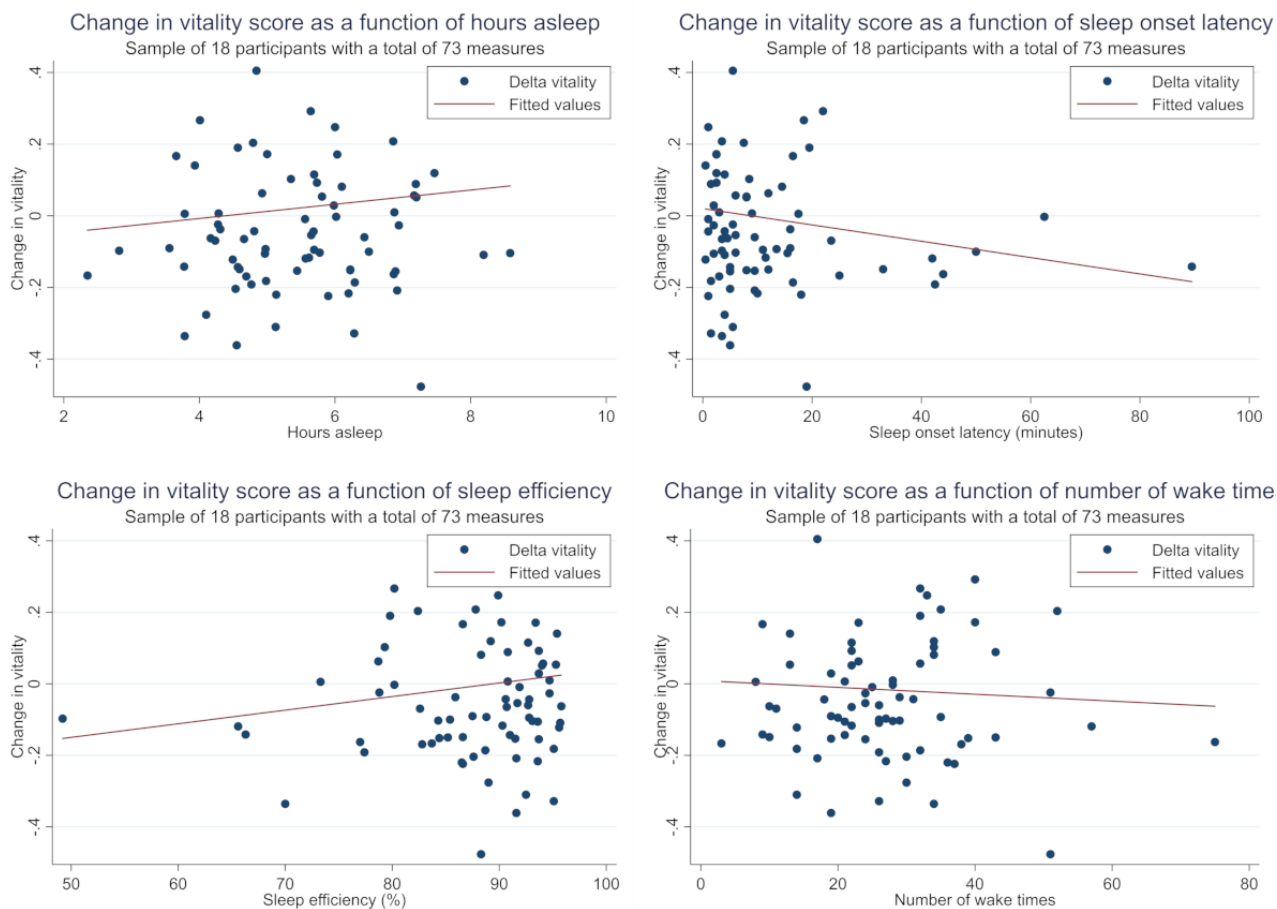 Change in vitality score as a function of hours asleep
Sample of 18 participants with a total of 73 measures
Delta vitality
Fitted values
.4
.2
0
-.2
-.4
Change in vitality
2 4 6 8 10
Hours asleep
Change in vitality score as a function of sleep onset latency
Sample of 18 participants with a total of 73 measures
Delta vitality
Fitted values
.4
.2
0
-.2
-.4
Change in vitality
0 20 40 60 80 100
Sleep onset latency (minutes)
Change in vitality score as a function of sleep efficiency
Sample of 18 participants with a total of 73 measures
Delta vitality
Fitted values
.4
.2
0
-.2
-.4
Change in vitality
50 60 70 80 90 100
Sleep efficiency (%)
Change in vitality score as a function of number of wake time
Sample of 18 participants with a total of 73 measures
Delta vitality
Fitted values
.4
.2
0
-.2
-.4
Change in vitality
0 20 40 60 80
Number of wake times